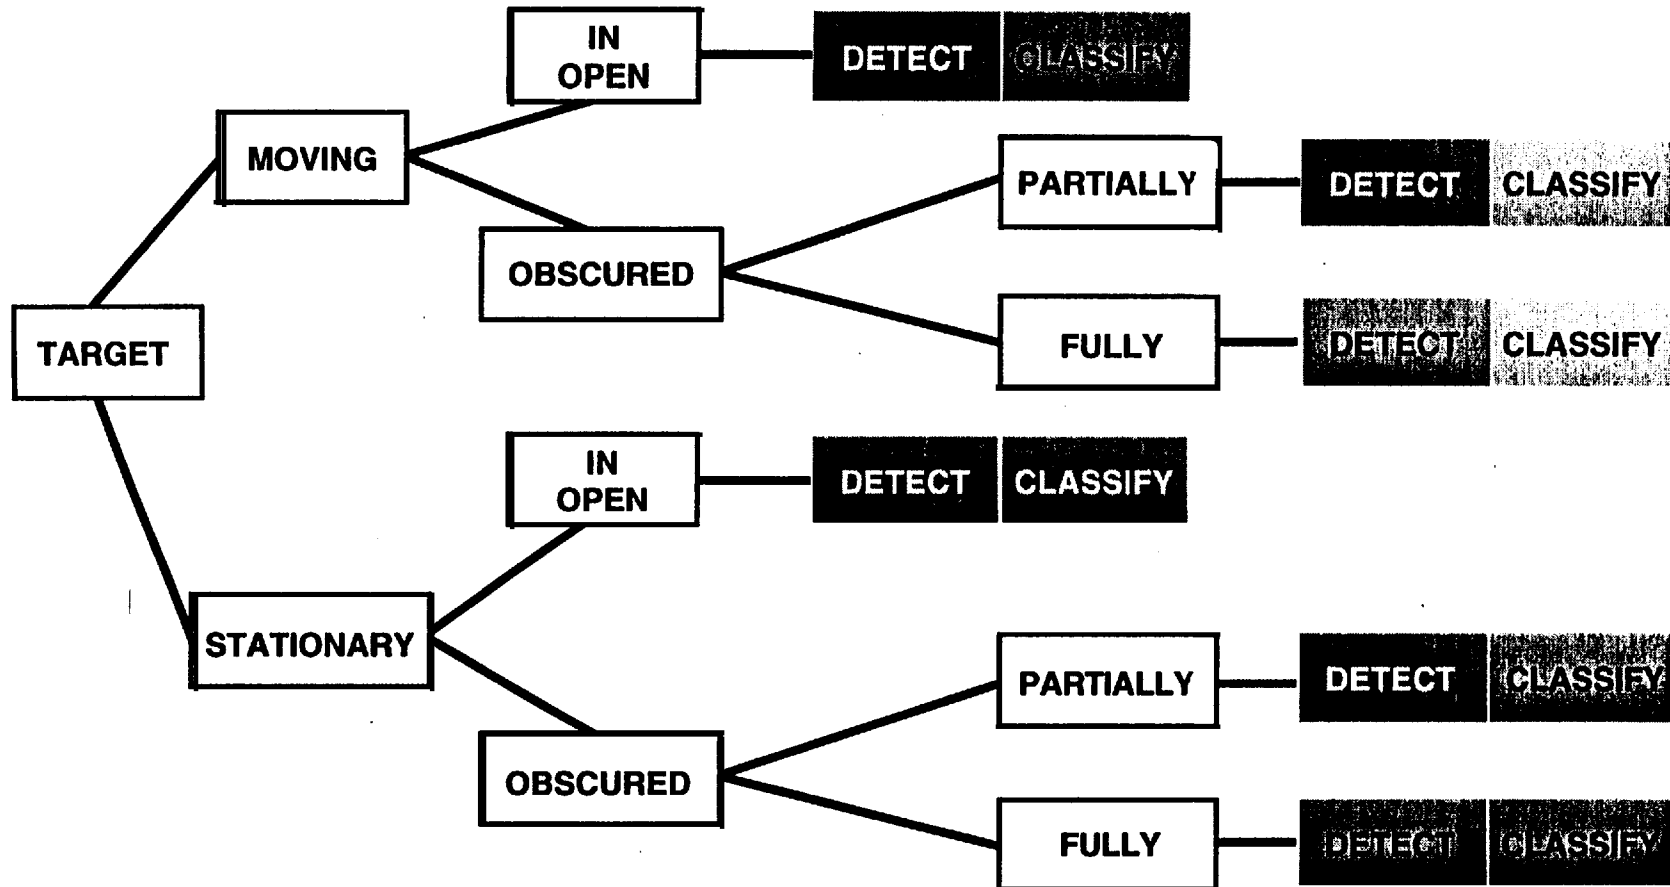 IN
OPEN
DETECT CLASSIFY
MOVING
PARTIALLY
DETECT CLASSIFY
OBSCURED
FULLY
DETECT CLASSIFY
TARGET
IN
OPEN
DETECT CLASSIFY
STATIONARY
PARTIALLY
DETECT CLASSIFY
OBSCURED
FULLY
DETECT CLASSIFY